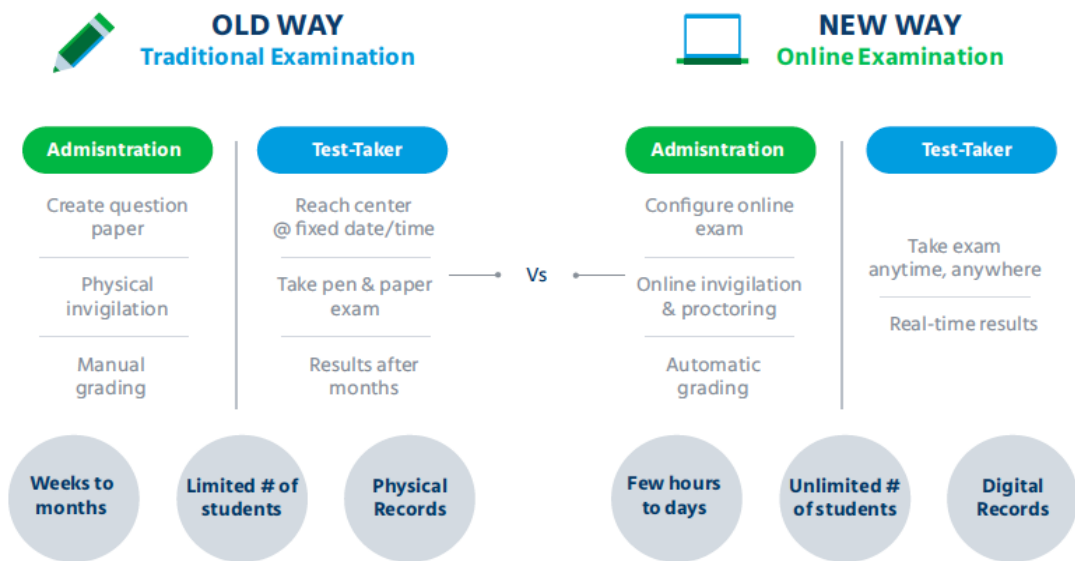 OLD WAY
Traditional Examination
Admisntration
Create question
paper
Physical
invigilation
Manual
grading
Test-Taker
Reach center
@ fixed date/time
Take pen & paper
exam
Results after
months
Weeks to
months
Limited # of
students
Physical
Records
Vs
NEW WAY
Online Examination
Admisntration
Configure online
exam
Online invigilation
& proctoring
Automatic
grading
Test-Taker
Take exam
anytime, anywhere
Real-time results
Few hours
to days
Unlimited #
of students
Digital
Records